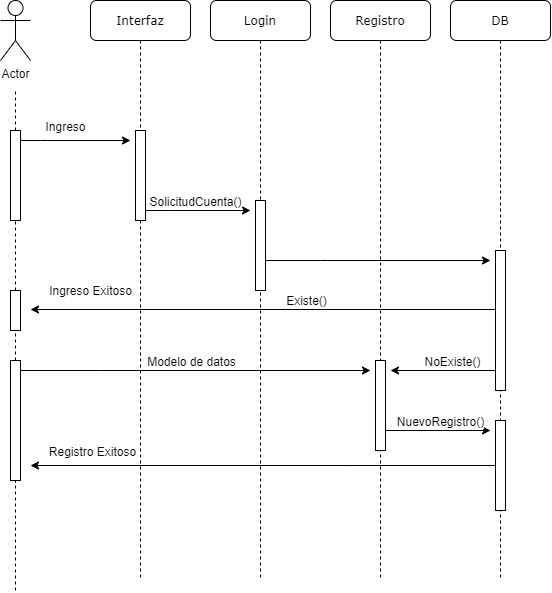 Interfaz
Login
Registro
DB
Actor
Ingreso
SolicitudCuenta()
Ingreso Exitoso
Existe()
Modelo de datos
NoExiste()
NuevoRegistro()
Registro Exitoso